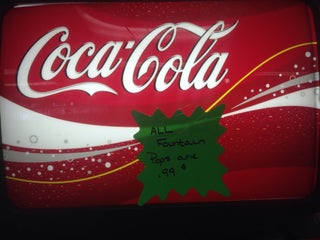 Coca-Cola
ALL
Fountain
Pops are
.99 ¢